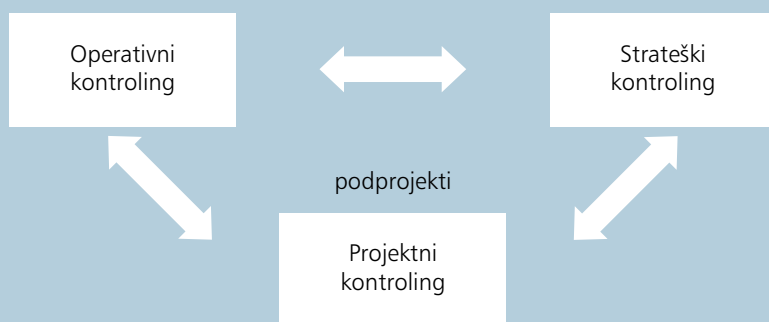 Operativni
kontroling
Strateški
kontroling
podprojekti
Projektni
kontroling